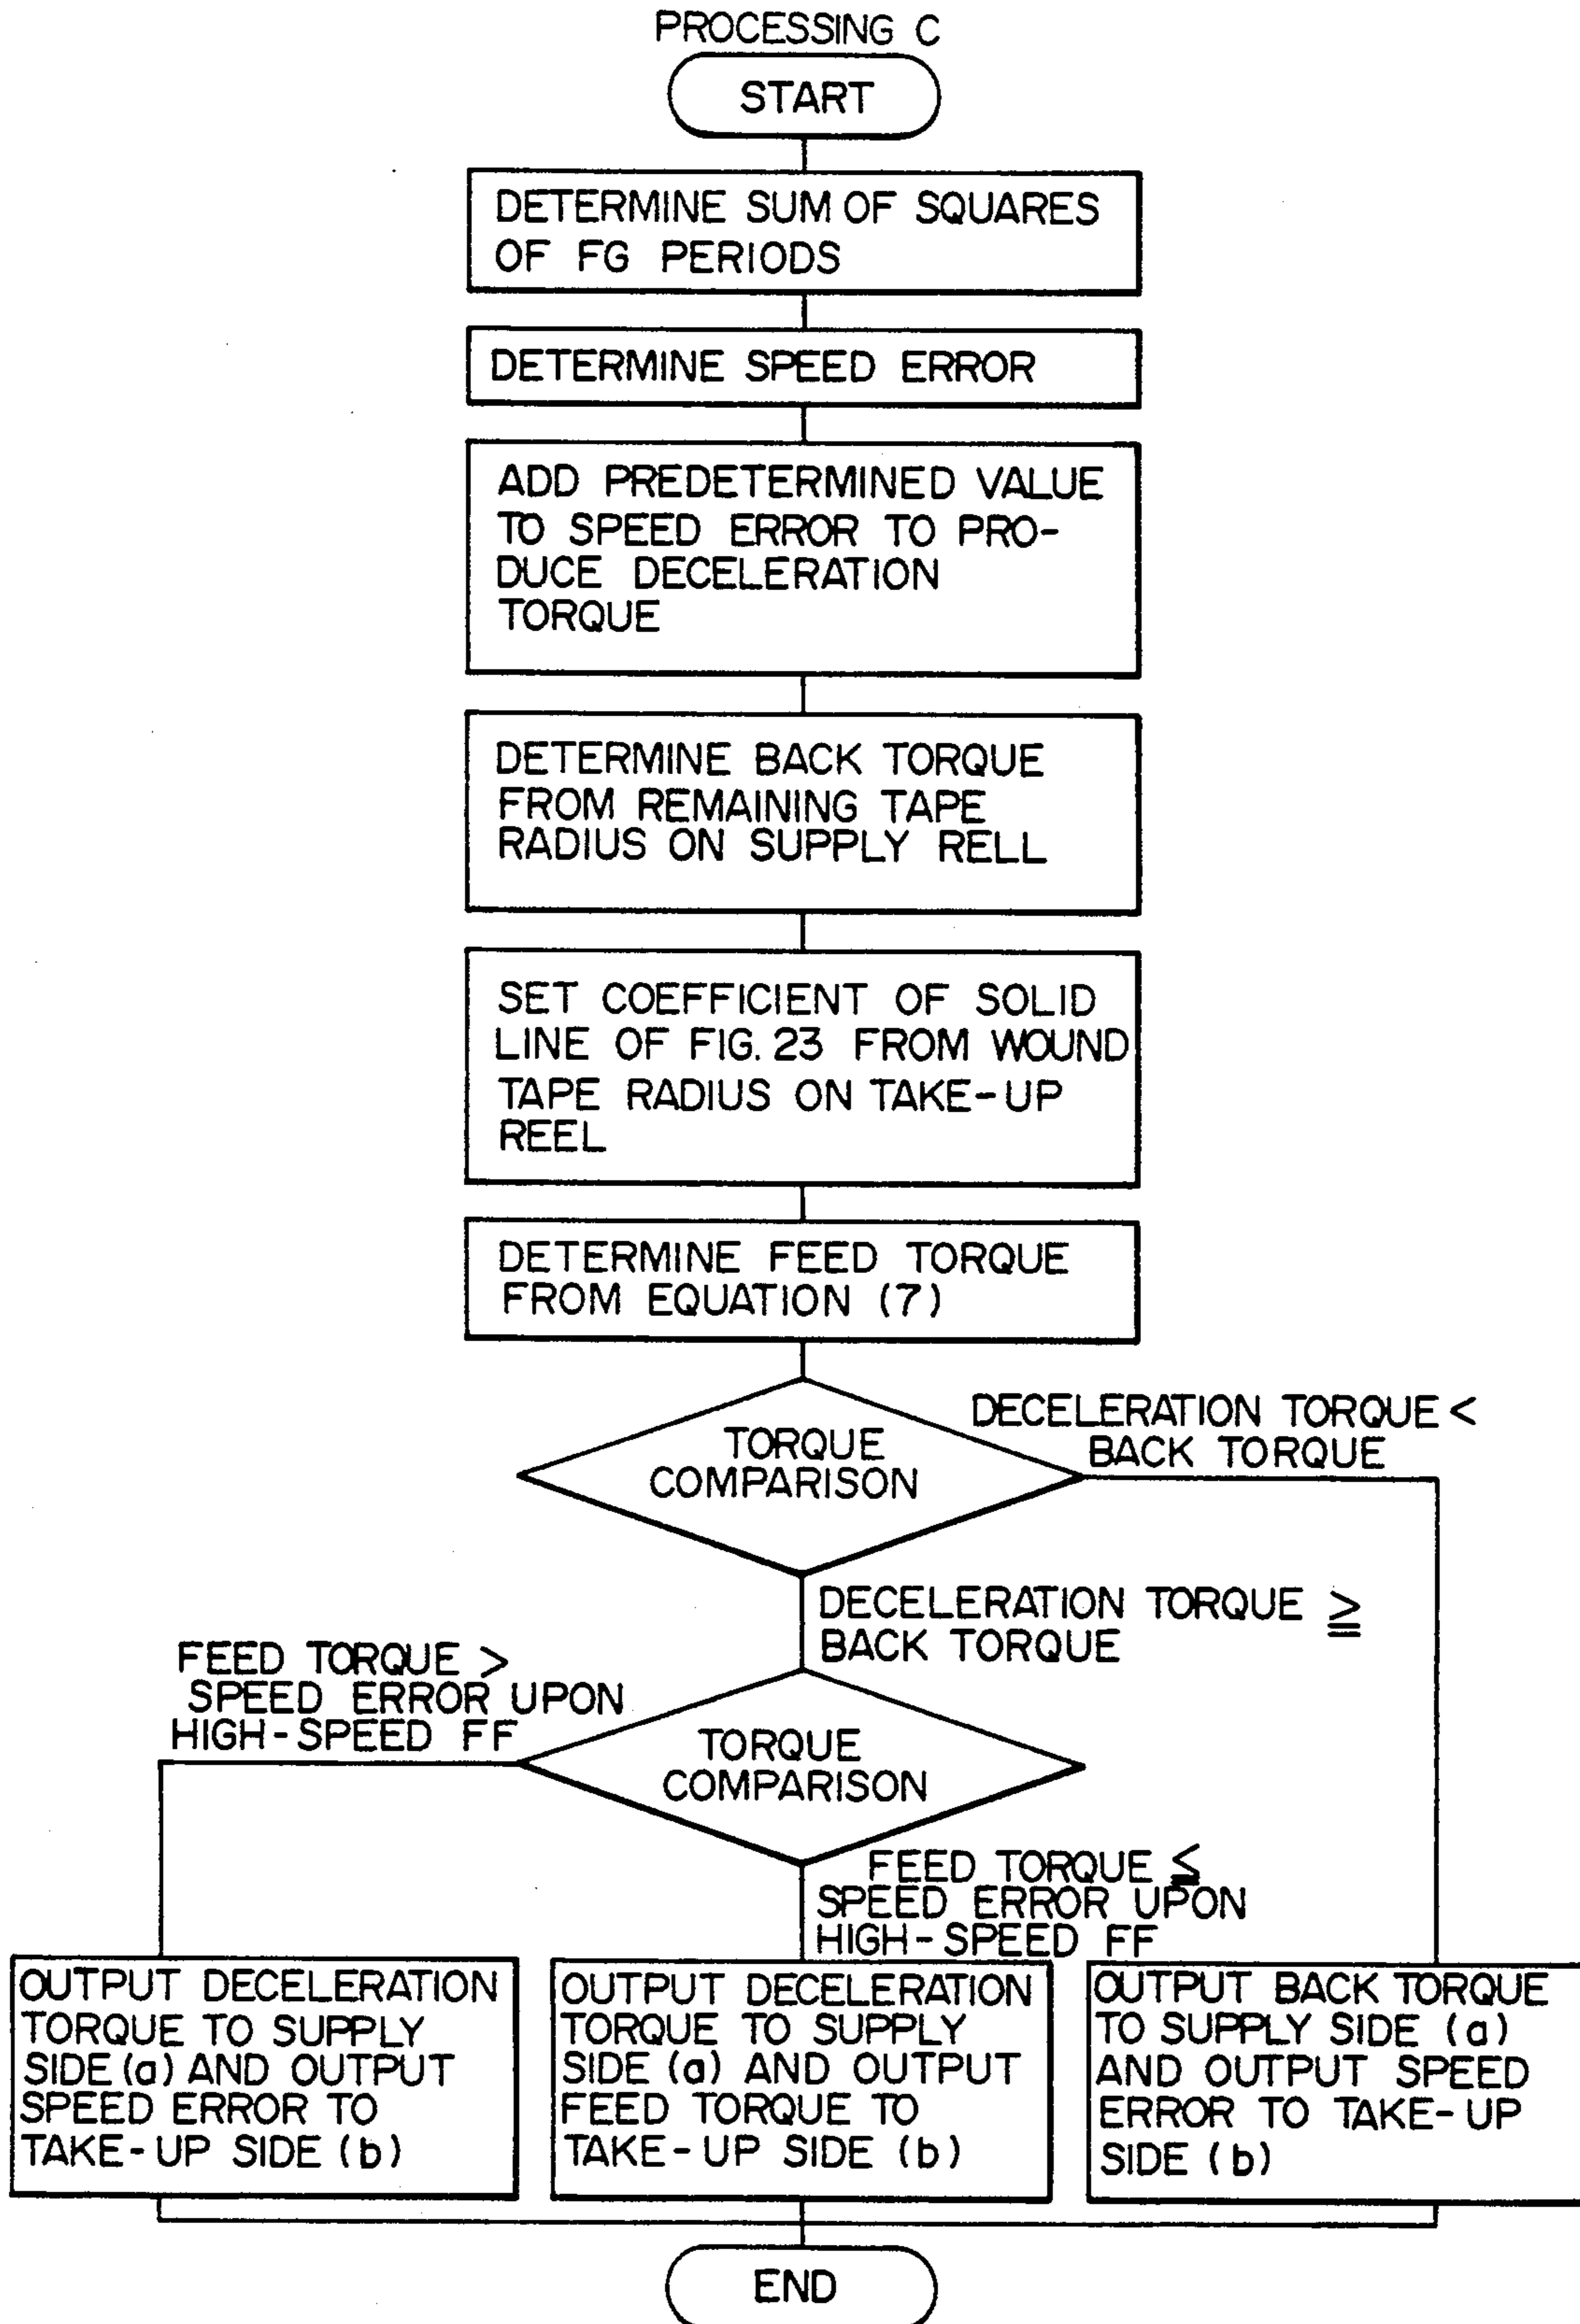 PROCESSING C
START
DETERMINE SUM OF SQUARES
OF FG PERIODS
DETERMINE SPEED ERROR
ADD PREDETERMINED VALUE
TO SPEED ERROR TO PRO-
DUCE DECELERATION
TORQUE
DETERMINE BACK TORQUE
FROM REMAINING TAPE
RADIUS ON SUPPLY RELL
SET COEFFICIENT OF SOLID
LINE OF FIG. 23 FROM WOUND
TAPE RADIUS ON TAKE-UP
REEL
DETERMINE FEED TORQUE
FROM EQUATION (7)
TORQUE
COMPARISON
DECELERATION TORQUE <
BACK TORQUE
DECELERATION TORQUE ≧
BACK TORQUE
FEED TORQUE >
SPEED ERROR UPON
HIGH-SPEED FF
TORQUE
COMPARISON
FEED TORQUE ≦
SPEED ERROR UPON
HIGH-SPEED FF
OUTPUT DECELERATION
TORQUE TO SUPPLY
SIDE (a) AND OUTPUT
SPEED ERROR TO
TAKE-UP SIDE (b)
OUTPUT DECELERATION
TORQUE TO SUPPLY
SIDE (a) AND OUTPUT
FEED TORQUE TO
TAKE-UP SIDE (b)
OUTPUT BACK TORQUE
TO SUPPLY SIDE (a)
AND OUTPUT SPEED
ERROR TO TAKE-UP
SIDE (b)
END